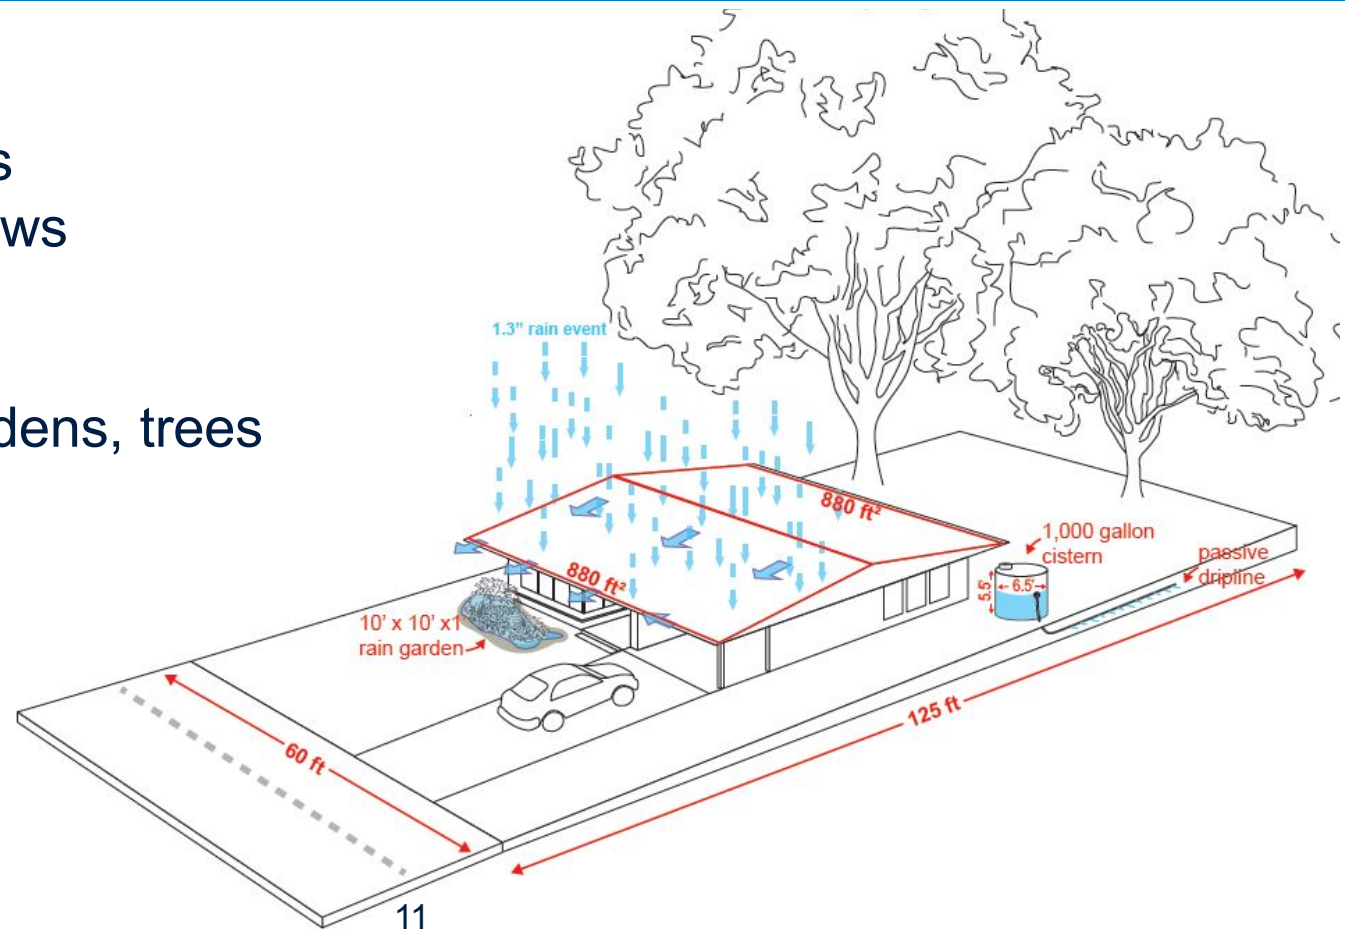 s
ws
dens, trees
1.3” rain event
880 ft²
880 ft²
1,000 gallon
cistern
passive
dripline
5.5'
6.5'
10’ x 10’ x1
rain garden
125 ft
60 ft
11